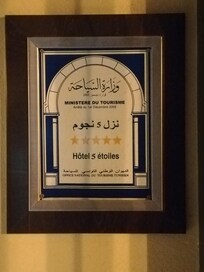 وزارة السياحة
MINISTERE DU TOURISME
نزل 5 نجوم
Hôtel 5 étoiles
الديوان الوطني التونسي للسياحة
OFFICE NATIONAL DU TOURISME TUNISIEN